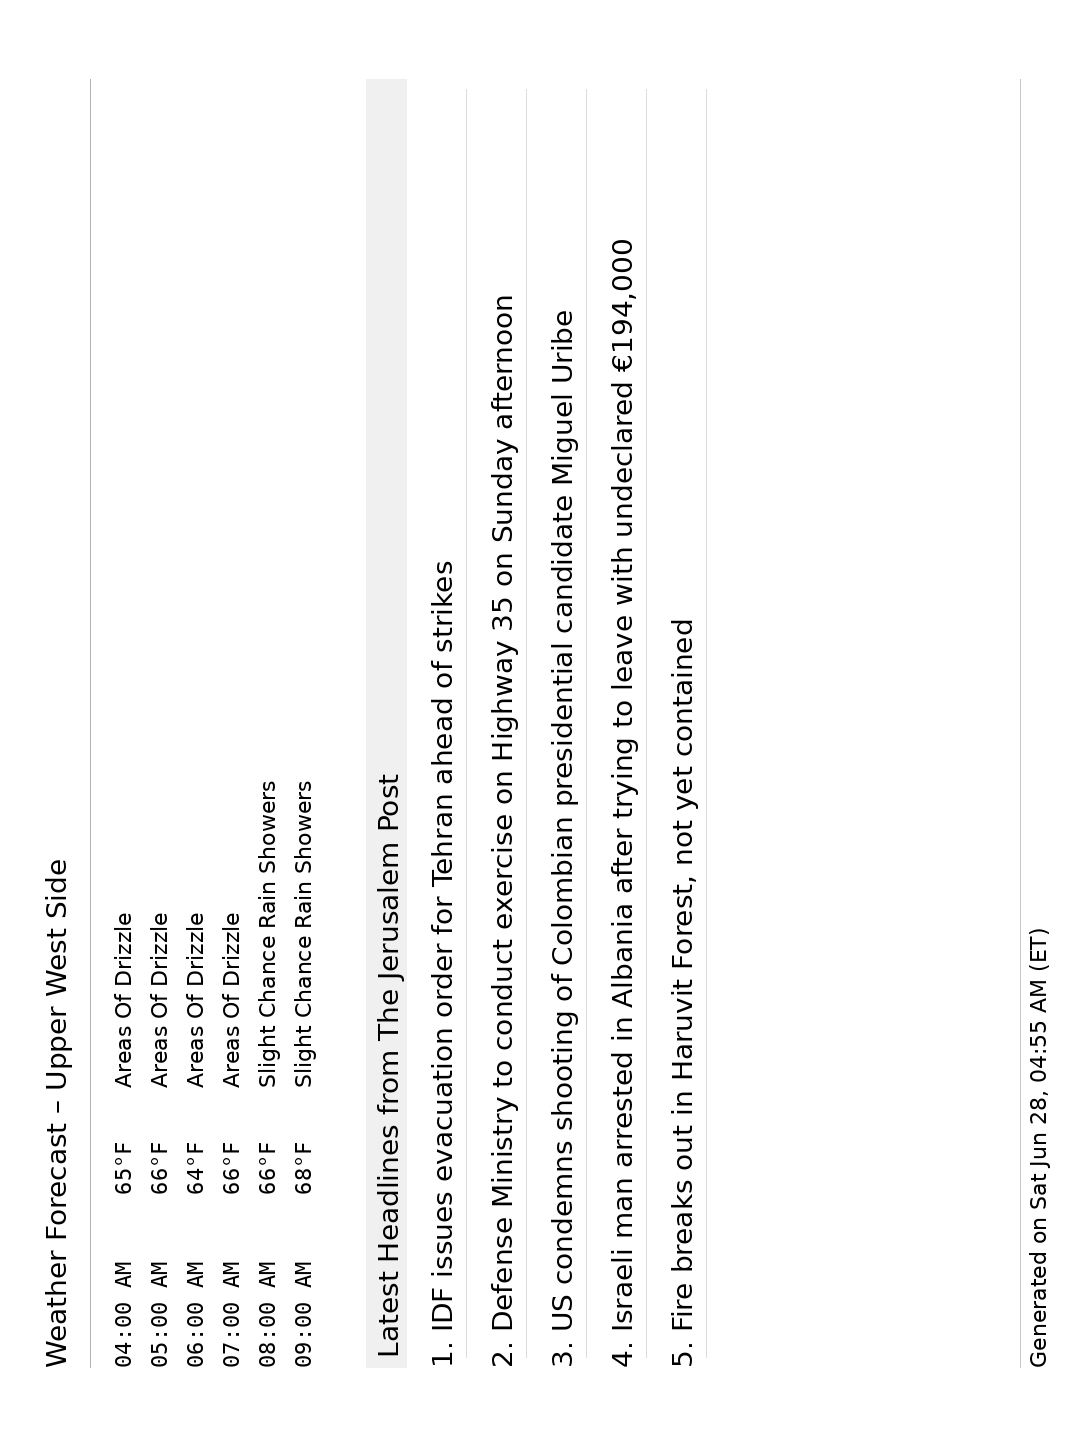 Weather Forecast – Upper West Side
04:00 AM 65°F Areas Of Drizzle
05:00 AM 66°F Areas Of Drizzle
06:00 AM 64°F Areas Of Drizzle
07:00 AM 66°F Areas Of Drizzle
08:00 AM 66°F Slight Chance Rain Showers
09:00 AM 68°F Slight Chance Rain Showers
Latest Headlines from The Jerusalem Post
1. IDF issues evacuation order for Tehran ahead of strikes
2. Defense Ministry to conduct exercise on Highway 35 on Sunday afternoon
3. US condemns shooting of Colombian presidential candidate Miguel Uribe
4. Israeli man arrested in Albania after trying to leave with undeclared €194,000
5. Fire breaks out in Haruvit Forest, not yet contained
Generated on Sat Jun 28, 04:55 AM (ET)